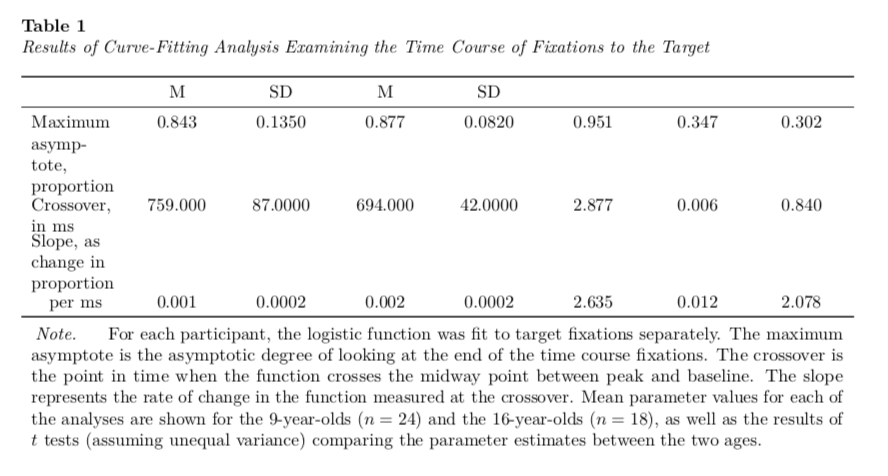 Table 1
Results of Curve-Fitting Analysis Examining the Time Course of Fixations to the Target
M SD M SD
Maximum 0.843 0.1350 0.877 0.0820 0.951 0.347 0.302
asymp-
tote,
proportion
Crossover, 759.000 87.0000 694.000 42.0000 2.877 0.006 0.840
in ms
Slope, as
change in
proportion
per ms 0.001 0.0002 0.002 0.0002 2.635 0.012 2.078
Note. For each participant, the logistic function was fit to target fixations separately. The maximum
asymptote is the asymptotic degree of looking at the end of the time course fixations. The crossover is
the point in time when the function crosses the midway point between peak and baseline. The slope
represents the rate of change in the function measured at the crossover. Mean parameter values for each of
the analyses are shown for the 9-year-olds (n = 24) and the 16-year-olds (n = 18), as well as the results of
t tests (assuming unequal variance) comparing the parameter estimates between the two ages.